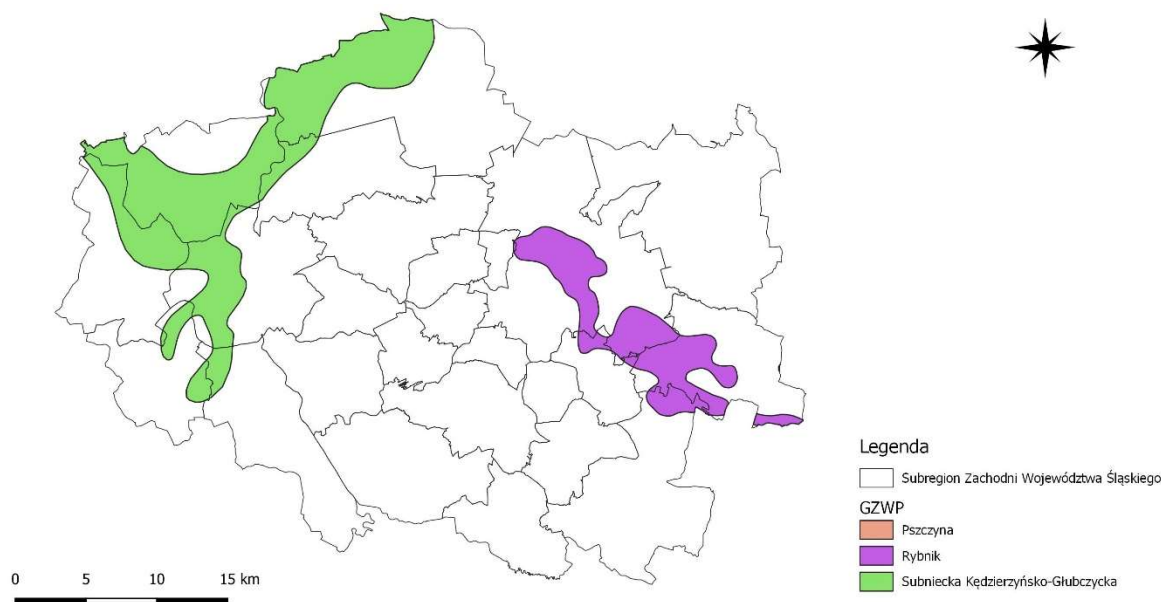 Legenda
Subregion Zachodni Województwa Śląskiego
GZWP
Pszczyna
Rybnik
Subniecka Kędzierzyńsko-Głubczycka
0 5 10 15 km